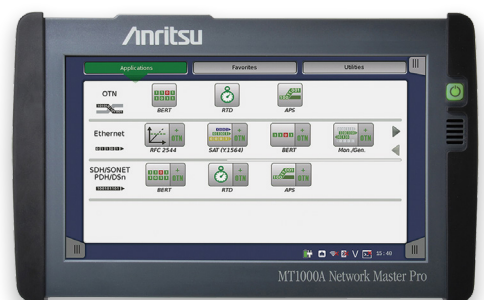 Anritsu
Applications Favorites Utilities
OTN
BERT RTD APS
Ethernet
RFC 2544 SAT (Y.1564) BERT Mon./Gen.
SDH/SONET
PDH/DSn
BERT RTD APS
15:40
MT1000A Network Master Pro